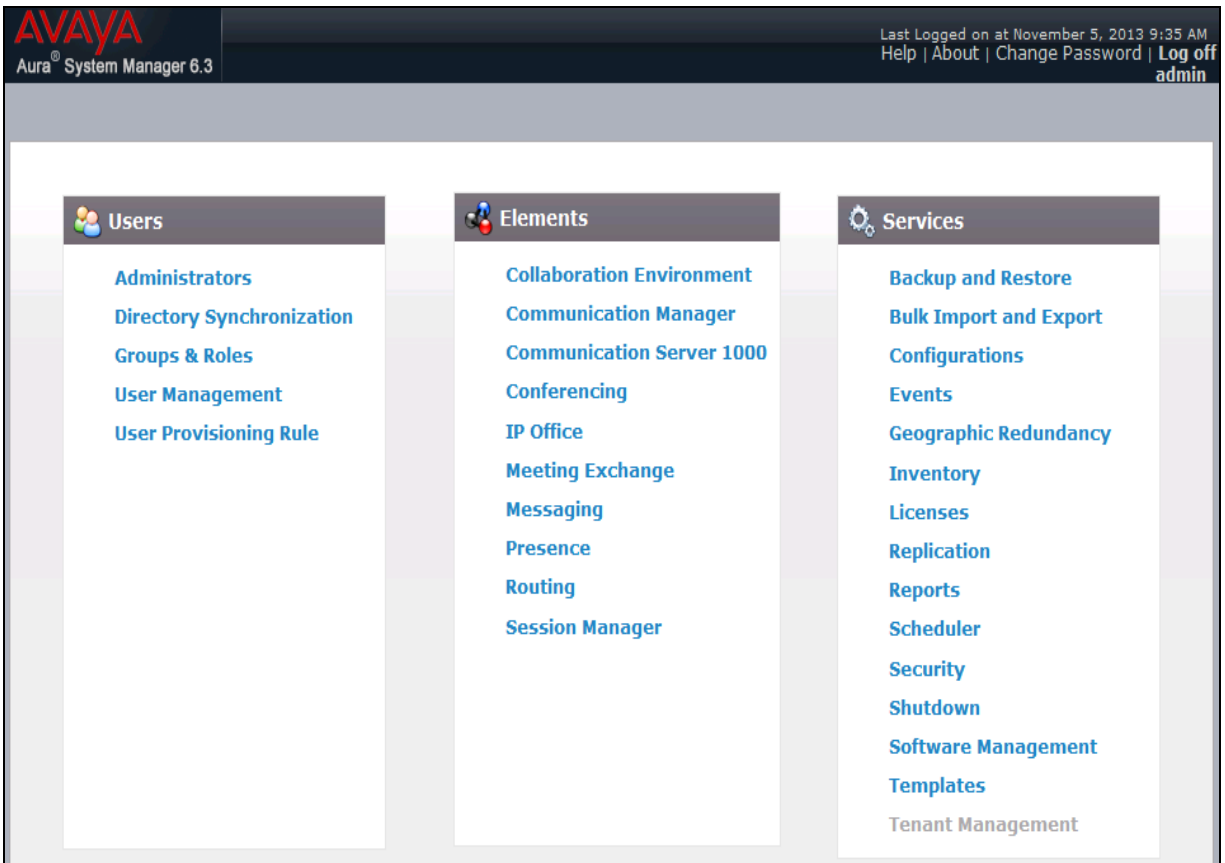 AVAYA
Aura® System Manager 6.3
Last Logged on at November 5, 2013 9:35 AM
Help | About | Change Password | Log off
admin
Users
Administrators
Directory Synchronization
Groups & Roles
User Management
User Provisioning Rule
Elements
Collaboration Environment
Communication Manager
Communication Server 1000
Conferencing
IP Office
Meeting Exchange
Messaging
Presence
Routing
Session Manager
Services
Backup and Restore
Bulk Import and Export
Configurations
Events
Geographic Redundancy
Inventory
Licenses
Replication
Reports
Scheduler
Security
Shutdown
Software Management
Templates
Tenant Management